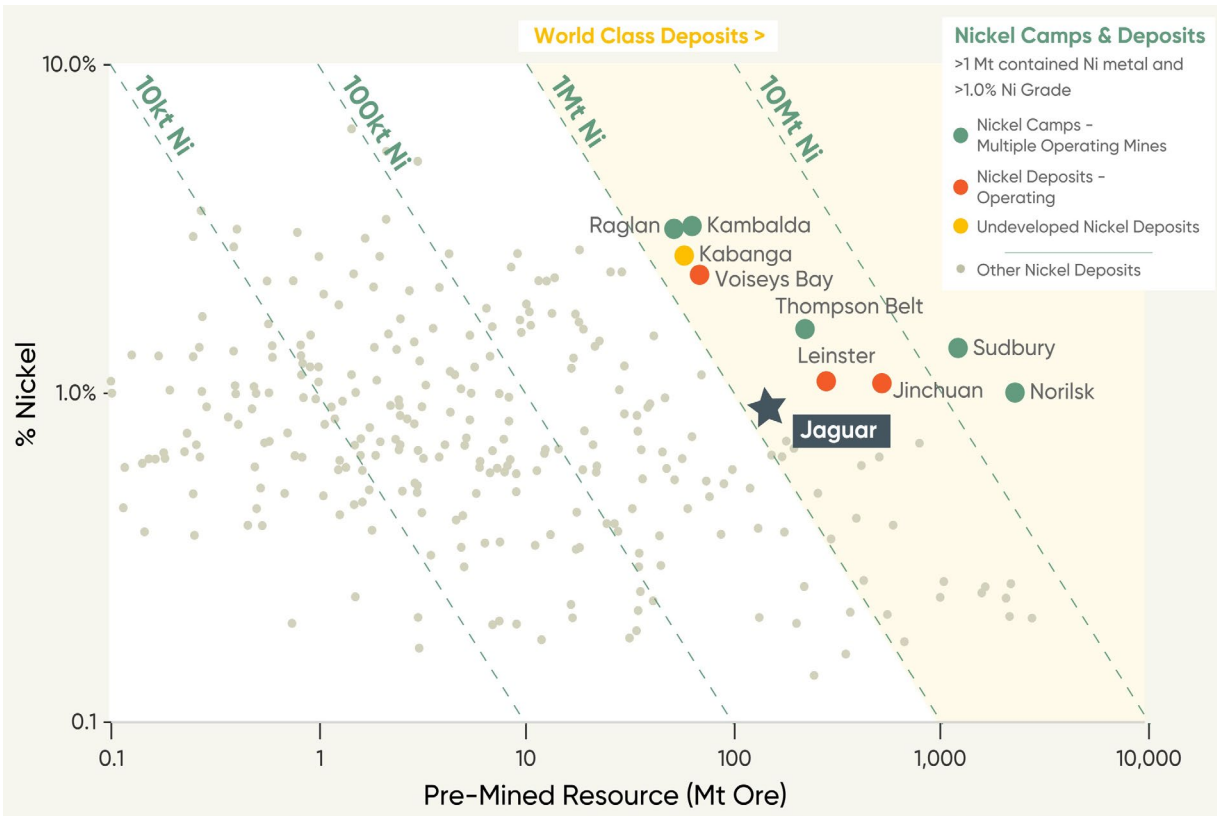 World Class Deposits >
Nickel Camps & Deposits
>1 Mt contained Ni metal and
>1.0% Ni Grade
Nickel Camps -
Multiple Operating Mines
Nickel Deposits -
Operating
Undeveloped Nickel Deposits
Other Nickel Deposits
10.0%
10kt Ni
100kt Ni
1Mt Ni
10Mt Ni
Raglan
Kambalda
Kabanga
Voiseys Bay
Thompson Belt
Leinster
Sudbury
1.0%
Jinchuan
Norilsk
Jaguar
% Nickel
0.1
0.1
1
10
100
1,000
10,000
Pre-Mined Resource (Mt Ore)